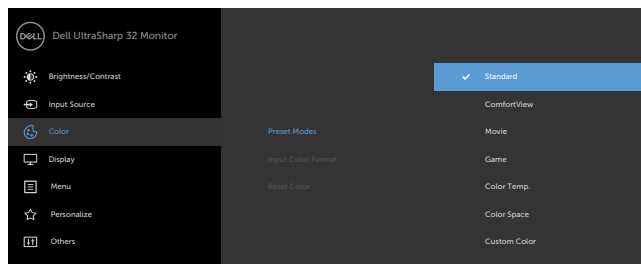 DELL Dell UltraSharp 32 Monitor
Brightness/Contrast
Standard
Input Source
ComfortView
Color
Preset Modes
Movie
Display
Input Color Format
Game
Menu
Reset Color
Color Temp.
Personalize
Color Space
Others
Custom Color